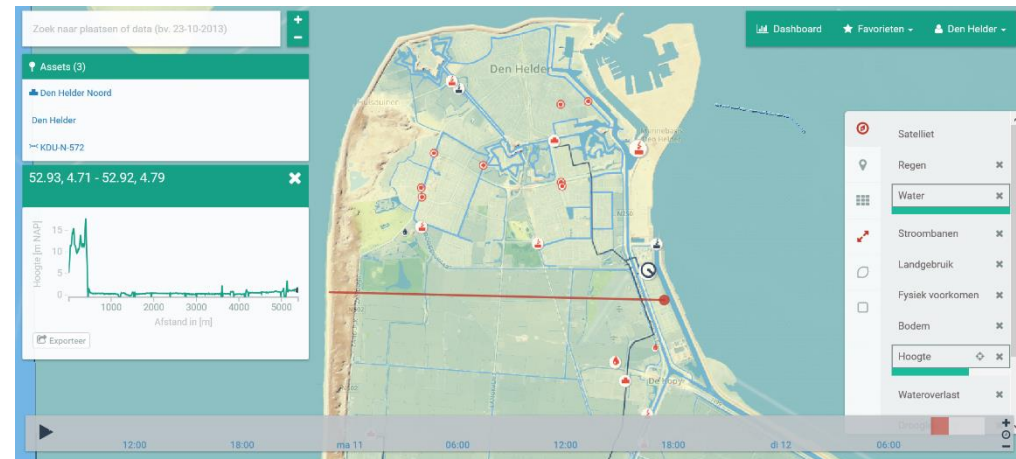 Zoek naar plaatsen of data (bv. 23-10-2013)
+
−
Dashboard
Favorieten
Den Helder
Assets (3)
Den Helder Noord
Den Helder
KDU-N-572
52.93, 4.71 - 52.92, 4.79
Hoogte [m NAP]
15
10
5
0
1000 2000 3000 4000 5000
Afstand in [m]
Exporteer
Den Helder
N250
De Kooy
Satelliet
Regen
Water
Stroombanen
Landgebruik
Fysiek voorkomen
Bodem
Hoogte
Wateroverlast
12:00 18:00 ma 11 06:00 12:00 18:00 di 12 06:00
+
−